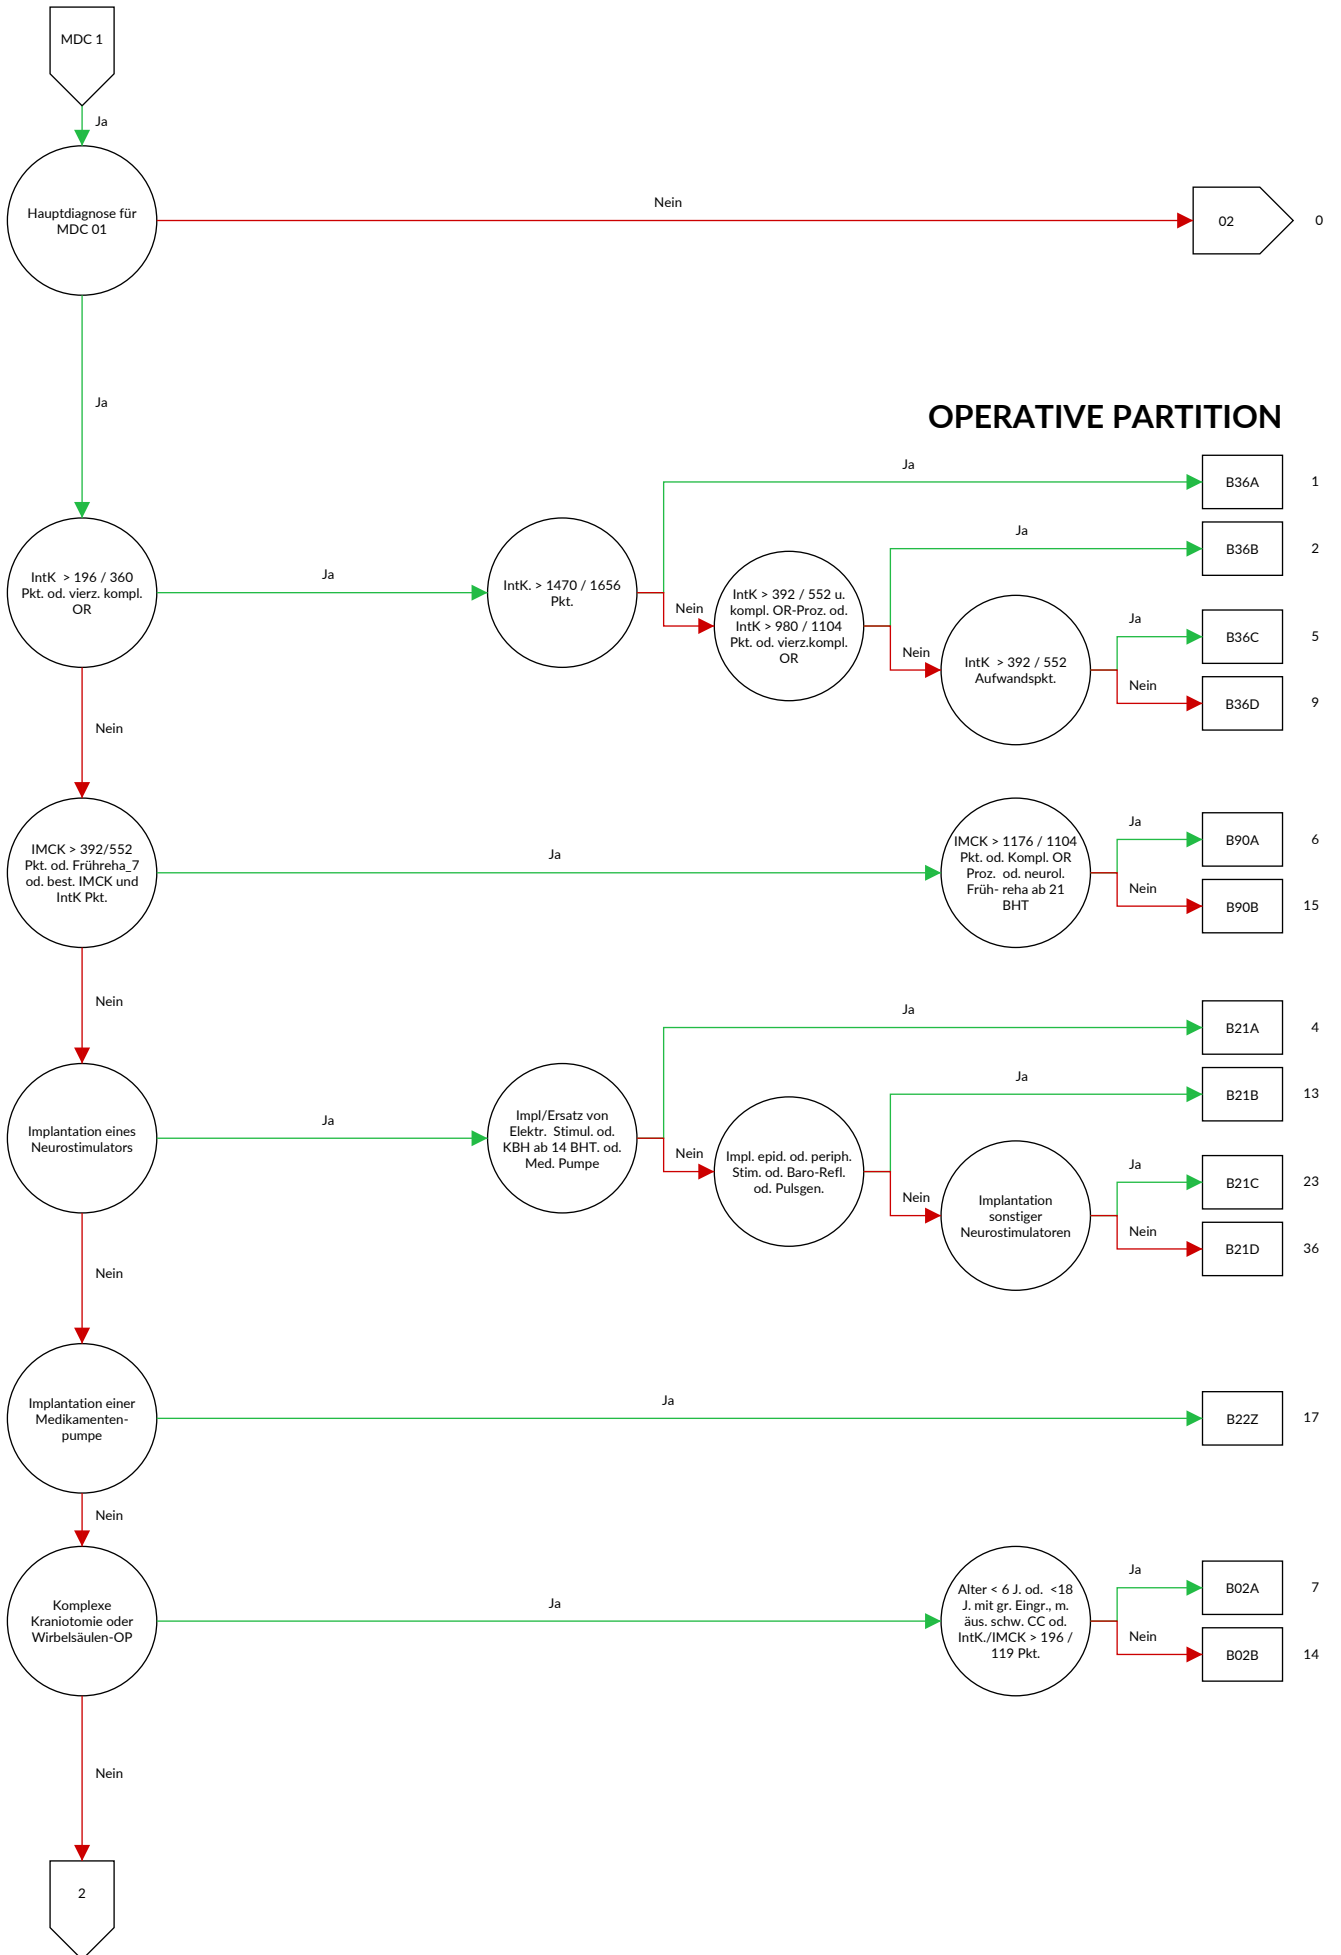 MDC 1
Ja
Hauptdiagnose für
MDC 01
Nein
02
0
Ja
OPERATIVE PARTITION
IntK > 196 / 360
Pkt. od. vierz. kompl.
OR
Ja
IntK. > 1470 / 1656
Pkt.
Ja
B36A
1
Nein
IntK > 392 / 552 u.
kompl. OR-Proz. od.
IntK > 980 / 1104
Pkt. od. vierz.kompl.
OR
Ja
B36B
2
Nein
IntK > 392 / 552
Aufwandspkt.
Ja
B36C
5
Nein
B36D
9
Nein
IMCK > 392/552
Pkt. od. Frühreha_7
od. best. IMCK und
IntK Pkt.
Ja
IMCK > 1176 / 1104
Pkt. od. Kompl. OR
Proz. od. neurol.
Früh- reha ab 21
BHT
Ja
B90A
6
Nein
B90B
15
Nein
Implantation eines
Neurostimulators
Ja
Impl/Ersatz von
Elektr. Stimul. od.
KBH ab 14 BHT. od.
Med. Pumpe
Ja
B21A
4
Nein
Impl. epid. od. periph.
Stim. od. Baro-Refl.
od. Pulsgen.
Ja
B21B
13
Nein
Implantation
sonstiger
Neurostimulatoren
Ja
B21C
23
Nein
B21D
36
Nein
Implantation einer
Medikamenten-
pumpe
Ja
B22Z
17
Nein
Komplexe
Kraniotomie oder
Wirbelsäulen-OP
Ja
Alter < 6 J. od. <18
J. mit gr. Eingr., m.
äus. schw. CC od.
IntK./IMCK > 196 /
119 Pkt.
Ja
B02A
7
Nein
B02B
14
Nein
2